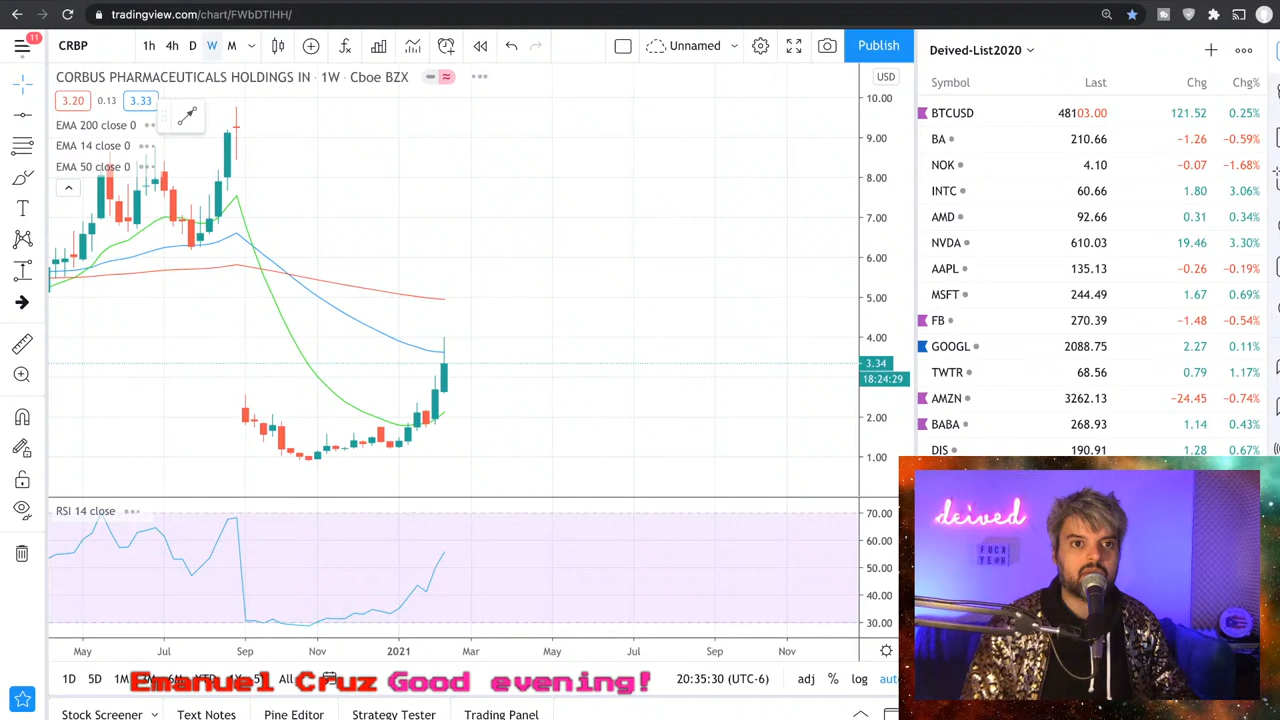 tradingview.com/chart/FWbDTIHH/
11
CRBP
1h 4h D W M
Unnamed
Publish
CORBUS PHARMACEUTICALS HOLDINGS IN · 1W · Cboe BZX
USD
3.20 0.13 3.33
EMA 200 close 0
EMA 14 close 0
EMA 50 close 0
10.00
9.00
8.00
7.00
6.00
5.00
4.00
3.34
18:24:29
2.00
1.00
RSI 14 close
70.00
60.00
50.00
40.00
30.00
May Jul Sep Nov 2021 Mar May Jul Sep Nov
1D 5D 1M 3M 6M YTD 1Y 5Y All
20:35:30 (UTC-6) adj % log auto
Emanuel Cruz Good evening!
Stock Screener Text Notes Pine Editor Strategy Tester Trading Panel
Deived-List2020
Symbol Last Chg Chg%
BTCUSD 48103.00 121.52 0.25%
BA 210.66 −1.26 −0.59%
NOK 4.10 −0.07 −1.68%
INTC 60.66 1.80 3.06%
AMD 92.66 0.31 0.34%
NVDA 610.03 19.46 3.30%
AAPL 135.13 −0.26 −0.19%
MSFT 244.49 1.67 0.69%
FB 270.39 −1.48 −0.54%
GOOGL 2088.75 2.27 0.11%
TWTR 68.56 0.79 1.17%
AMZN 3262.13 −24.45 −0.74%
BABA 268.93 1.14 0.43%
DIS 190.91 1.28 0.67%
deived
FUCK
YEAH